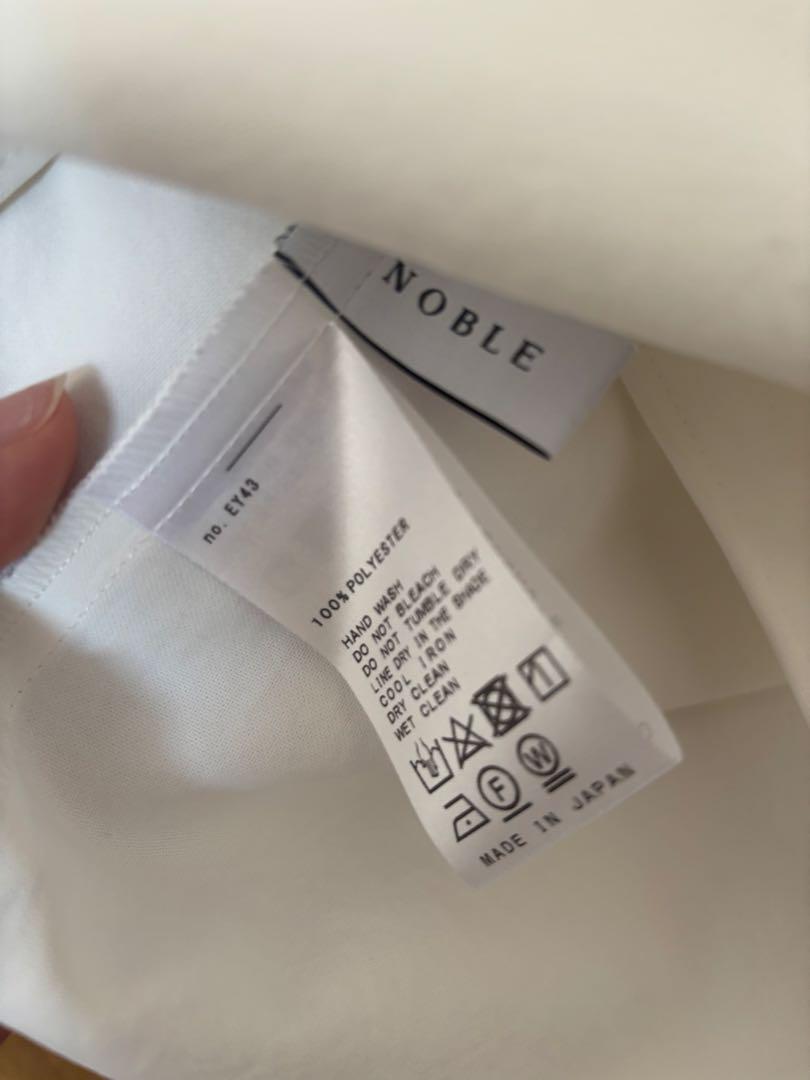 NOBLE
no. EY43
100% POLYESTER
HAND WASH
DO NOT BLEACH
DO NOT TUMBLE DRY
LINE DRY IN THE SHADE
COOL IRON
DRY CLEAN
WET CLEAN
F W
MADE IN JAPAN